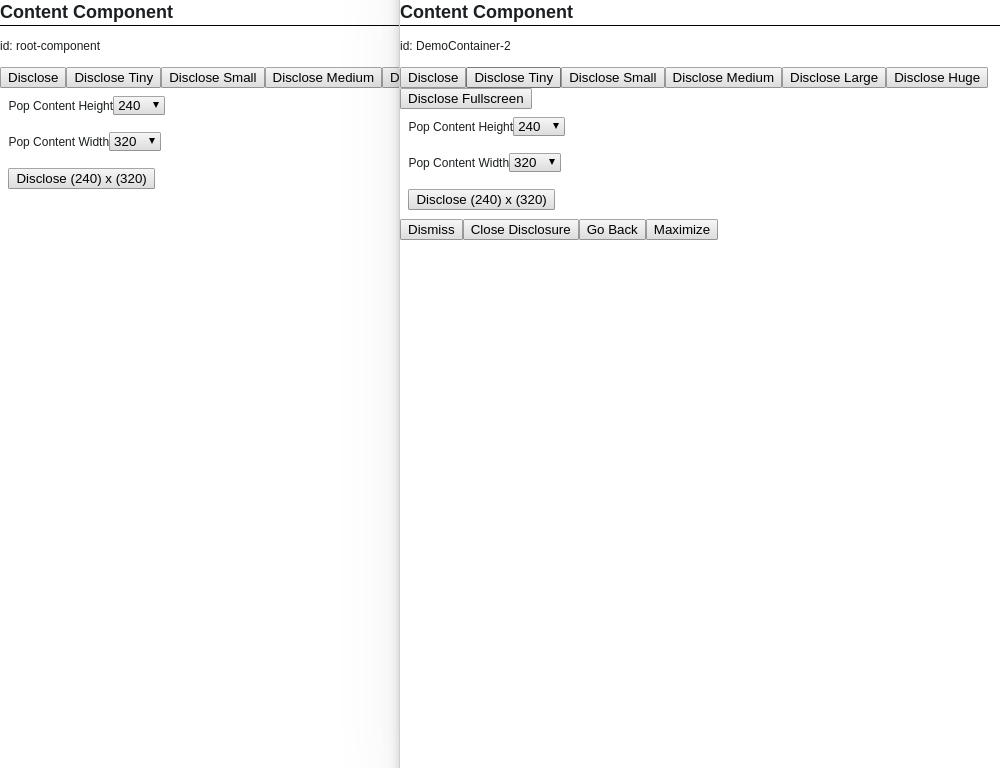 Content Component
id: root-component
Disclose Disclose Tiny Disclose Small Disclose Medium D
Pop Content Height 240
Pop Content Width 320
Disclose (240) x (320)
Content Component
id: DemoContainer-2
Disclose Disclose Tiny Disclose Small Disclose Medium Disclose Large Disclose Huge
Disclose Fullscreen
Pop Content Height 240
Pop Content Width 320
Disclose (240) x (320)
Dismiss Close Disclosure Go Back Maximize